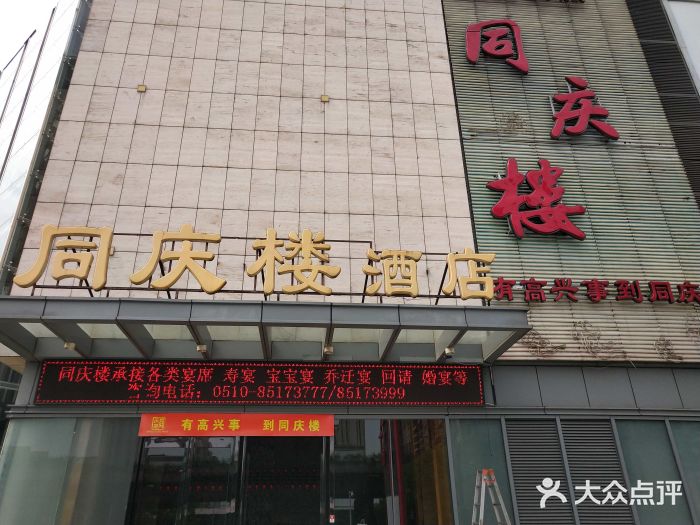 同庆楼
有高兴事到同庆
同庆楼酒店
同庆楼承接各类宴席 寿宴 宝宝宴 乔迁宴 回请 婚宴等
咨询电话：0510-85173777/85173999
有高兴事 到同庆楼
大众点评